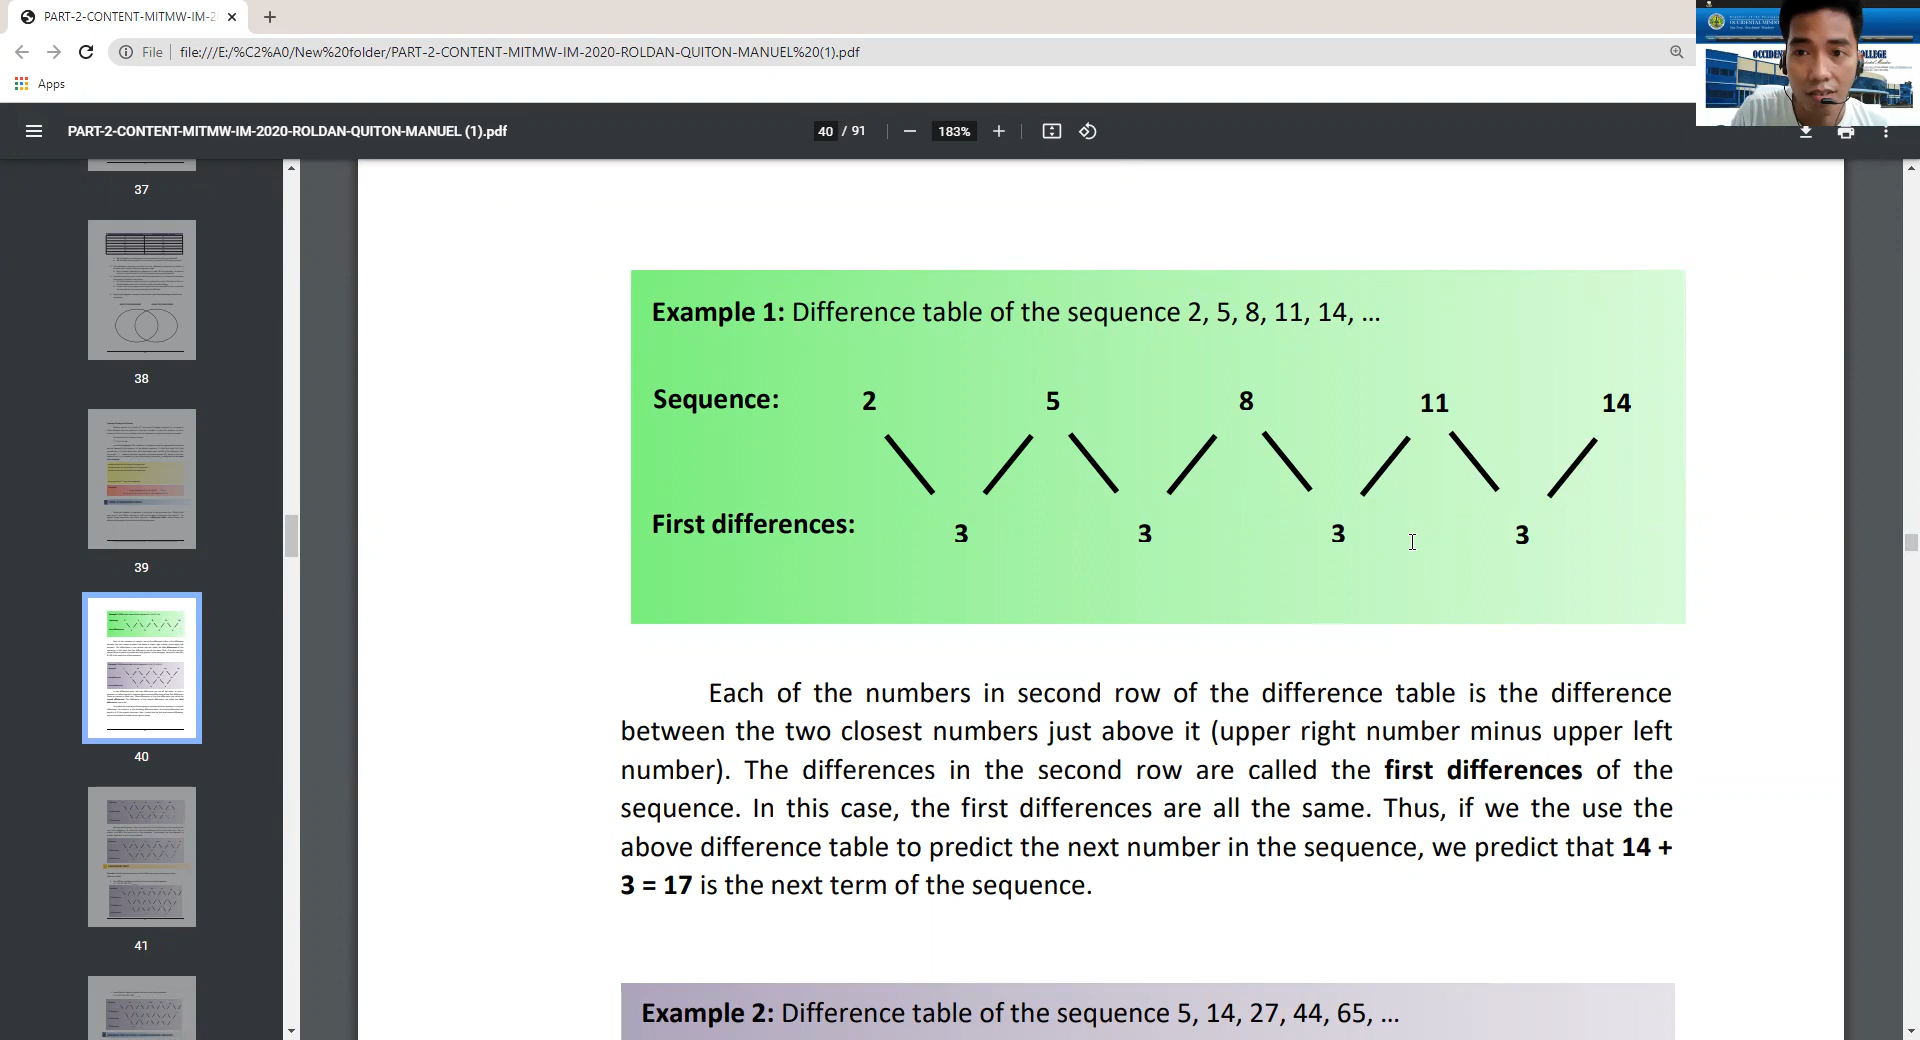 PART-2-CONTENT-MITMW-IM-2
File file:///E:/%C2%A0/New%20folder/PART-2-CONTENT-MITMW-IM-2020-ROLDAN-QUITON-MANUEL%20(1).pdf
Apps
PART-2-CONTENT-MITMW-IM-2020-ROLDAN-QUITON-MANUEL (1).pdf
40 / 91
183%
37
38
39
40
41
Example 1: Difference table of the sequence 2, 5, 8, 11, 14, ...
Sequence: 2 5 8 11 14
First differences: 3 3 3 3
Each of the numbers in second row of the difference table is the difference
between the two closest numbers just above it (upper right number minus upper left
number). The differences in the second row are called the first differences of the
sequence. In this case, the first differences are all the same. Thus, if we the use the
above difference table to predict the next number in the sequence, we predict that 14 +
3 = 17 is the next term of the sequence.
Example 2: Difference table of the sequence 5, 14, 27, 44, 65, ...